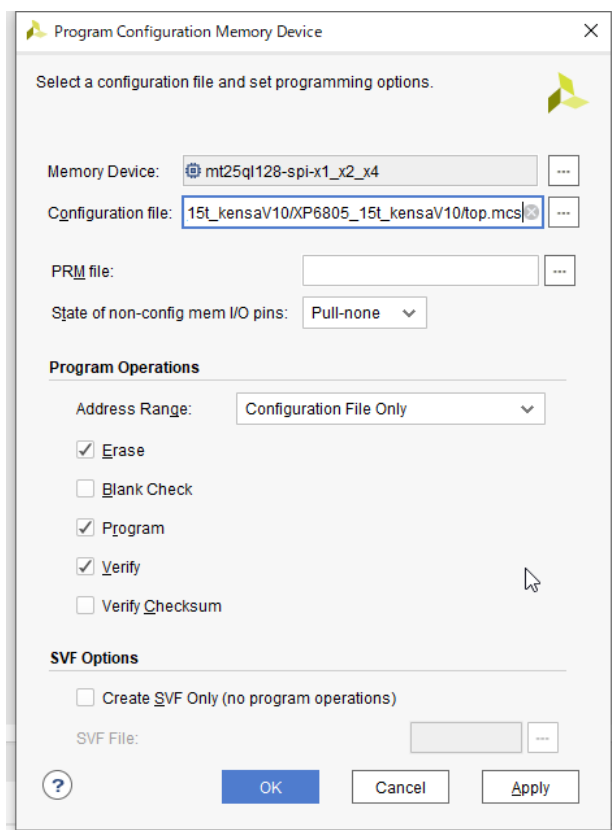 Program Configuration Memory Device
Select a configuration file and set programming options.
Memory Device: mt25ql128-spi-x1_x2_x4 ...
Configuration file: 15t_kensaV10/XP6805_15t_kensaV10/top.mcs ...
PRM file: ...
State of non-config mem I/O pins: Pull-none
Program Operations
Address Range: Configuration File Only
Erase
Blank Check
Program
Verify
Verify Checksum
SVF Options
Create SVF Only (no program operations)
SVF File: ...
? OK Cancel Apply